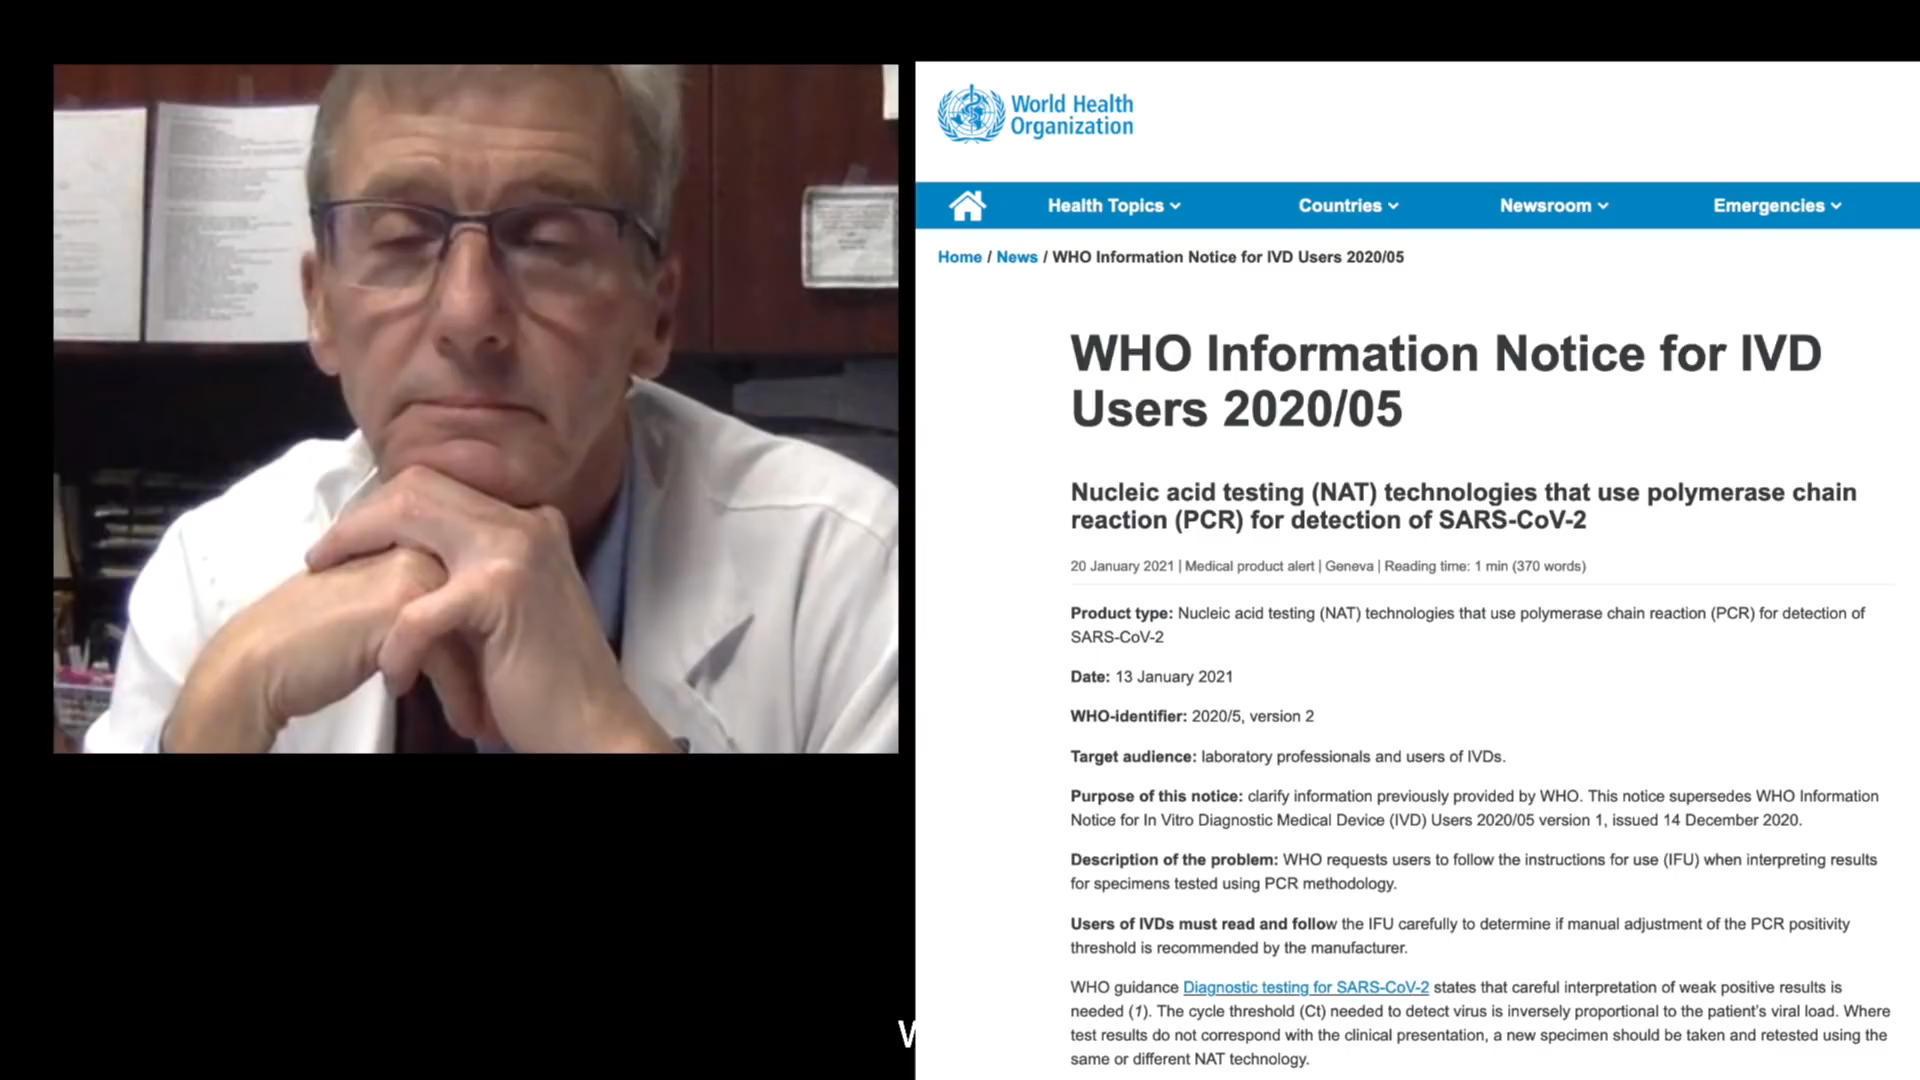 World Health
Organization
Health Topics
Countries
Newsroom
Emergencies
Home / News / WHO Information Notice for IVD Users 2020/05
WHO Information Notice for IVD
Users 2020/05
Nucleic acid testing (NAT) technologies that use polymerase chain
reaction (PCR) for detection of SARS-CoV-2
20 January 2021 | Medical product alert | Geneva | Reading time: 1 min (370 words)
Product type: Nucleic acid testing (NAT) technologies that use polymerase chain reaction (PCR) for detection of
SARS-CoV-2
Date: 13 January 2021
WHO-identifier: 2020/5, version 2
Target audience: laboratory professionals and users of IVDs.
Purpose of this notice: clarify information previously provided by WHO. This notice supersedes WHO Information
Notice for In Vitro Diagnostic Medical Device (IVD) Users 2020/05 version 1, issued 14 December 2020.
Description of the problem: WHO requests users to follow the instructions for use (IFU) when interpreting results
for specimens tested using PCR methodology.
Users of IVDs must read and follow the IFU carefully to determine if manual adjustment of the PCR positivity
threshold is recommended by the manufacturer.
WHO guidance Diagnostic testing for SARS-CoV-2 states that careful interpretation of weak positive results is
needed (1). The cycle threshold (Ct) needed to detect virus is inversely proportional to the patient's viral load. Where
test results do not correspond with the clinical presentation, a new specimen should be taken and retested using the
same or different NAT technology.